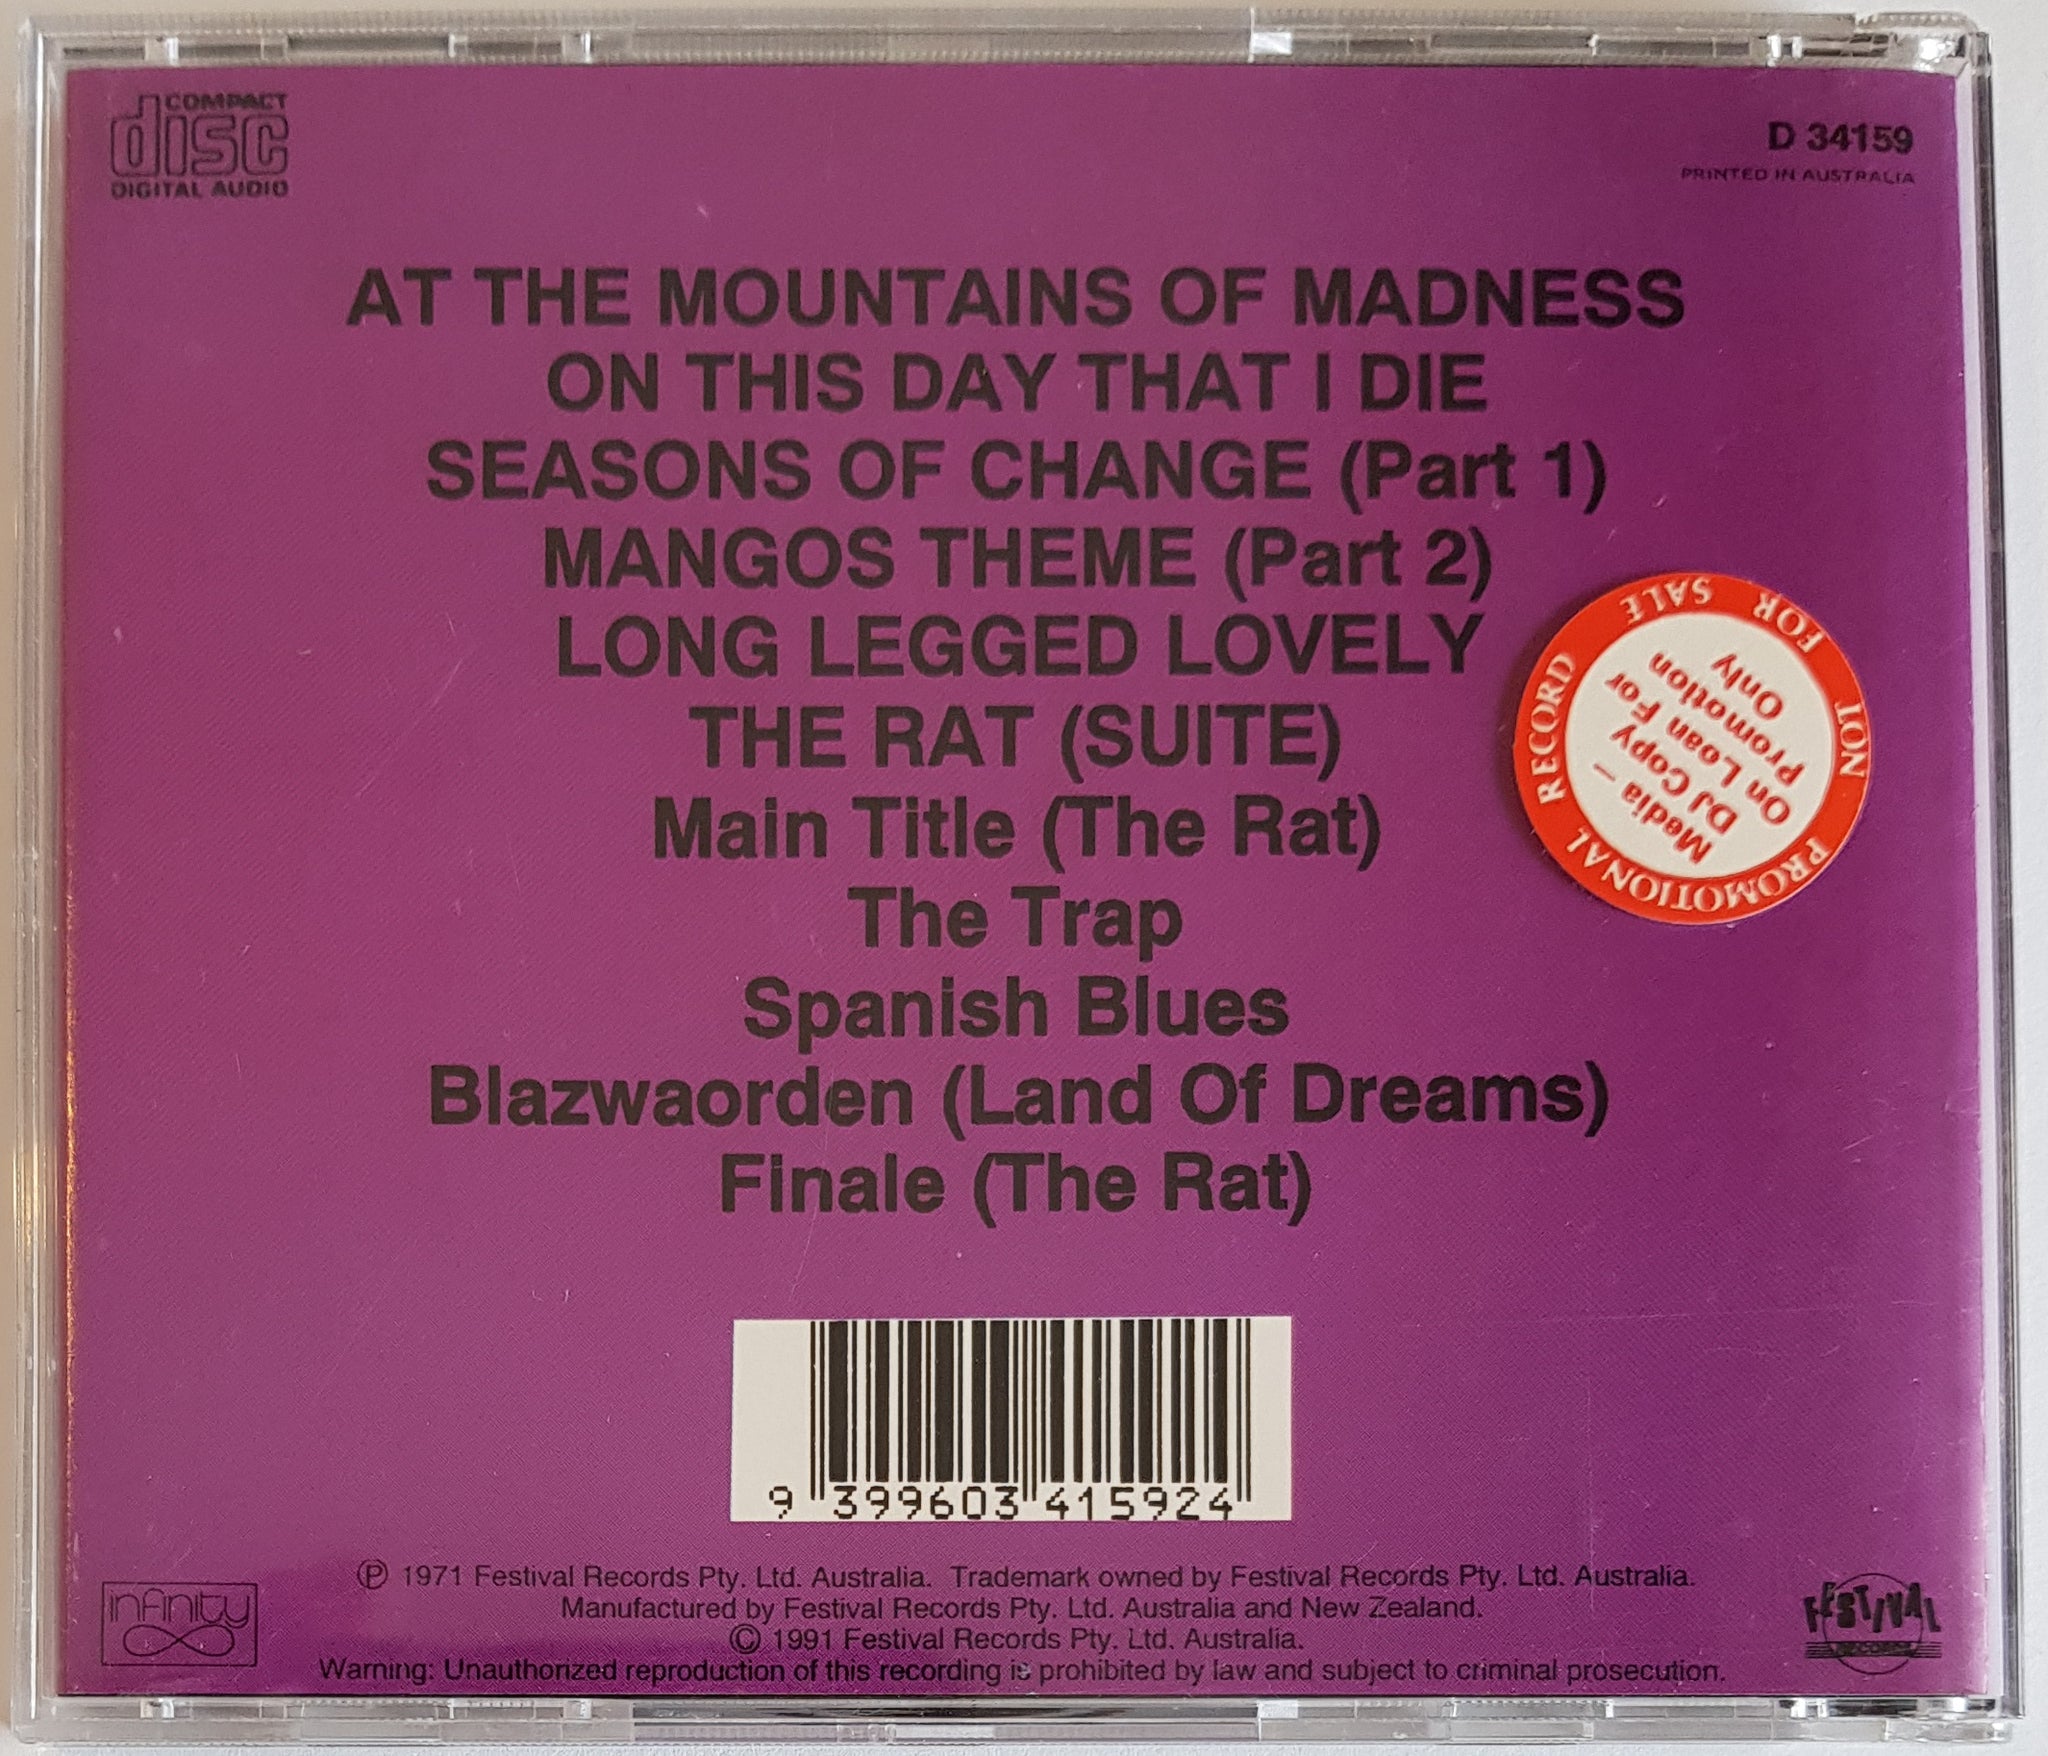 COMPACT
disc
DIGITAL AUDIO
D 34159
PRINTED IN AUSTRALIA
AT THE MOUNTAINS OF MADNESS
ON THIS DAY THAT I DIE
SEASONS OF CHANGE (Part 1)
MANGOS THEME (Part 2)
LONG LEGGED LOVELY
THE RAT (SUITE)
Main Title (The Rat)
The Trap
Spanish Blues
Blazwaorden (Land Of Dreams)
Finale (The Rat)
PROMOTIONAL RECORD
NOT FOR SALE
Media –
DJ Copy
On Loan For
Promotion
Only
9 399603 415924
℗ 1971 Festival Records Pty. Ltd. Australia. Trademark owned by Festival Records Pty. Ltd. Australia.
Manufactured by Festival Records Pty. Ltd. Australia and New Zealand.
© 1991 Festival Records Pty. Ltd. Australia.
Warning: Unauthorized reproduction of this recording is prohibited by law and subject to criminal prosecution.
infinity
FESTIVAL
RECORDS